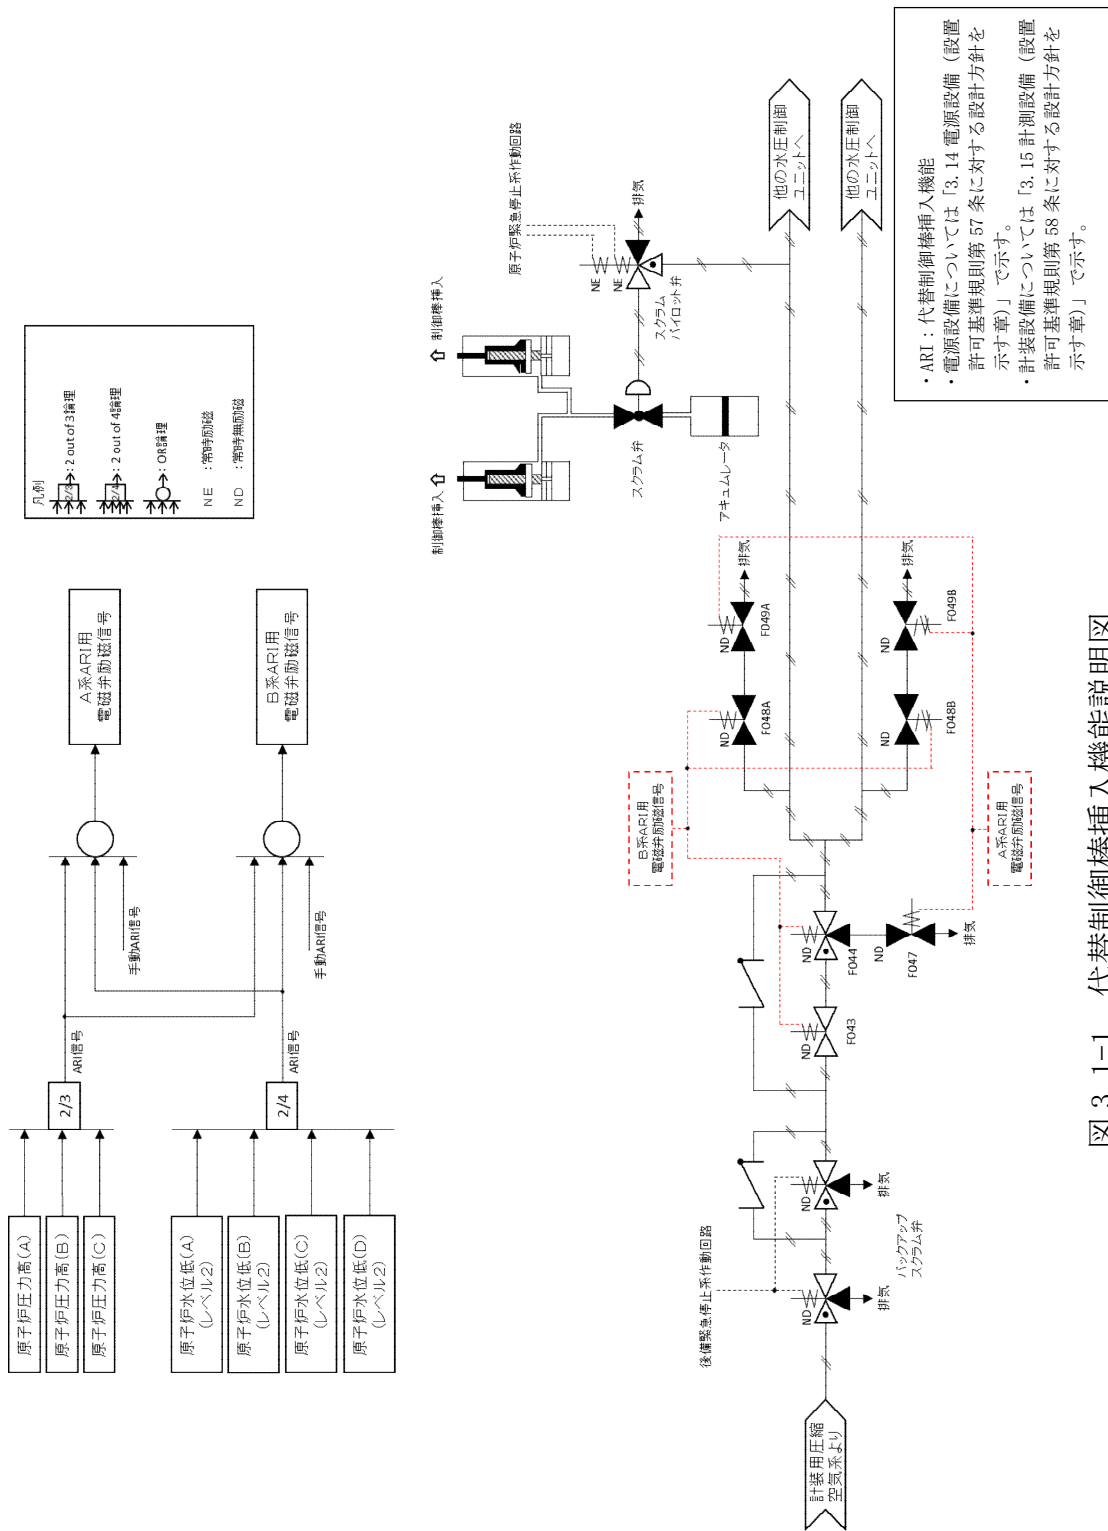 原子炉圧力高(A)
原子炉圧力高(B)
原子炉圧力高(C)
2/3
ARI信号
手動ARI信号
A系ARI用
電磁弁励磁信号
原子炉水位低(A)
(レベル2)
原子炉水位低(B)
(レベル2)
原子炉水位低(C)
(レベル2)
原子炉水位低(D)
(レベル2)
2/4
ARI信号
手動ARI信号
B系ARI用
電磁弁励磁信号
凡例
2/3
：2 out of 3論理
2/4
：2 out of 4論理
：OR論理
NE ：常時励磁
ND ：常時無励磁
制御棒挿入
制御棒挿入
原子炉緊急停止系作動回路
NE
NE
排気
スクラム
パイロット弁
スクラム弁
アキュムレータ
計装用圧縮
空気系より
後備緊急停止系作動回路
ND
排気
ND
排気
バックアップ
スクラム弁
ND
F043
ND
F044
ND
F047
排気
B系ARI用
電磁弁励磁信号
A系ARI用
電磁弁励磁信号
ND
F048A
ND
F049A
排気
ND
F048B
ND
F049B
排気
他の水圧制御
ユニットへ
他の水圧制御
ユニットへ
・ARI：代替制御棒挿入機能
・電源設備については「3.14 電源設備（設置
許可基準規則第 57 条に対する設計方針を
示す章）」で示す。
・計装設備については「3.15 計測設備（設置
許可基準規則第 58 条に対する設計方針を
示す章）」で示す。
図 3.1-1 代替制御棒挿入機能説明図